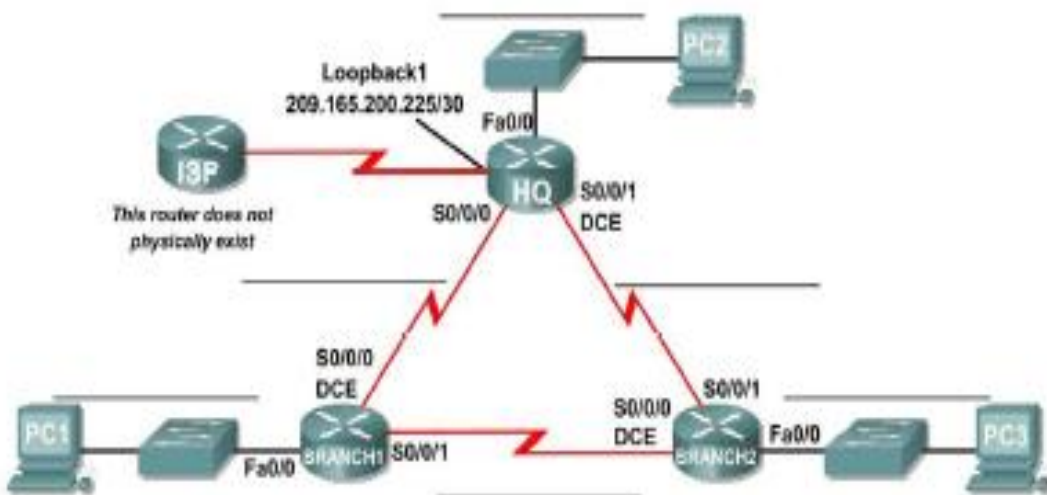 PC2
Loopback1
209.165.200.225/30
Fa0/0
ISP
HQ
S0/0/1
DCE
S0/0/0
This router does not
physically exist
S0/0/0
DCE
S0/0/1
S0/0/0
DCE
PC1
Fa0/0
BRANCH1
S0/0/1
BRANCH2
Fa0/0
PC3